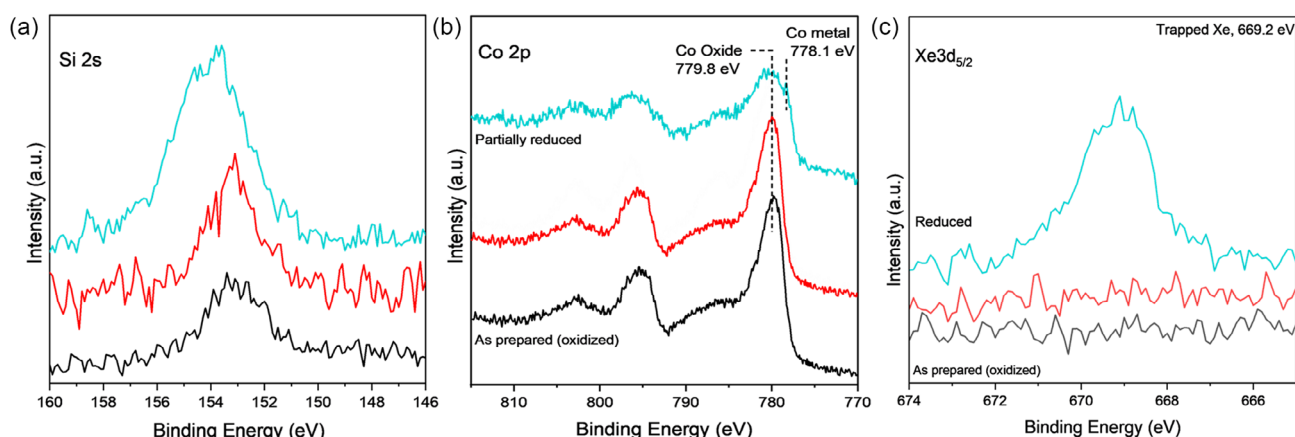 (a)
Si 2s
Intensity (a.u.)
160 158 156 154 152 150 148 146
Binding Energy (eV)
(b)
Co 2p
Co Oxide
779.8 eV
Co metal
778.1 eV
Partially reduced
As prepared (oxidized)
Intensity (a.u.)
810 800 790 780 770
Binding Energy (eV)
(c)
Trapped Xe, 669.2 eV
Xe3d5/2
Reduced
As prepared (oxidized)
Intensity (a.u.)
674 672 670 668 666
Binding Energy (eV)